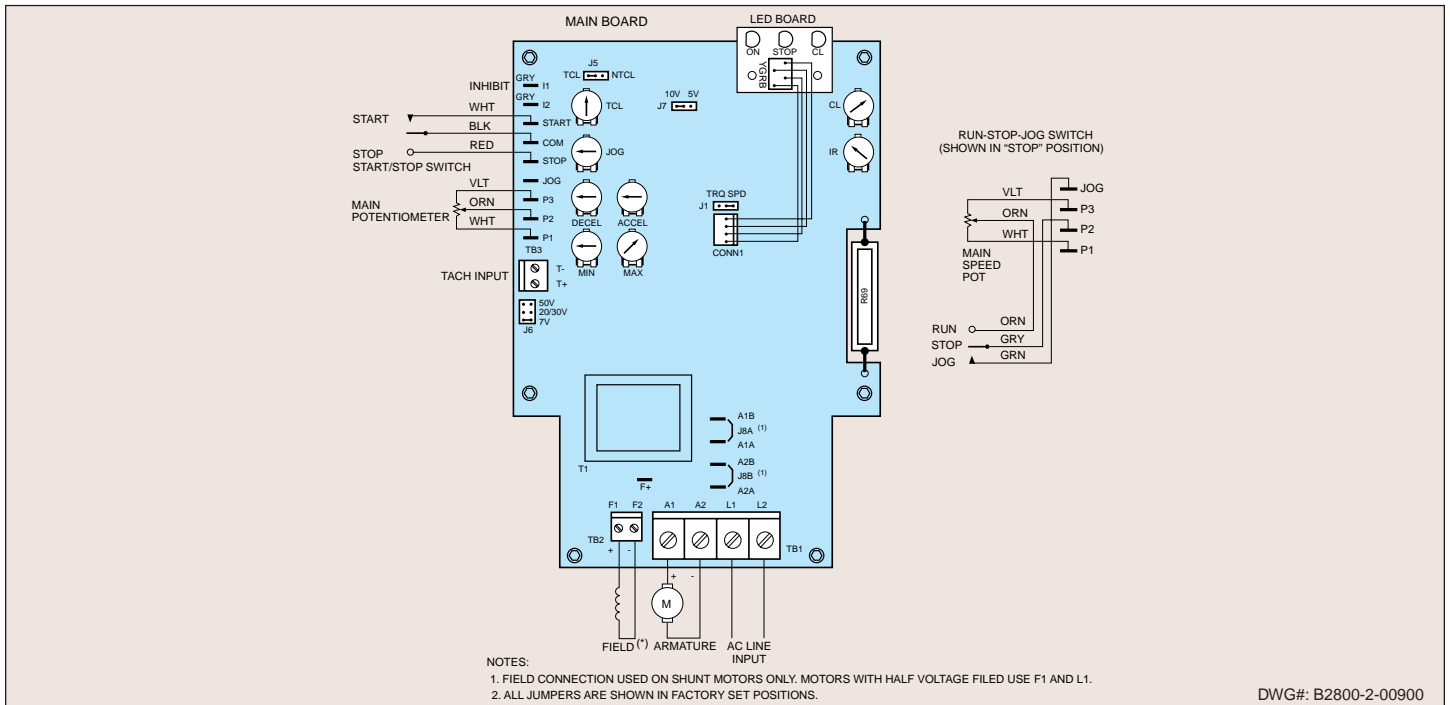 MAIN BOARD
LED BOARD
ON STOP CL
YGRB
J5
TCL NTCL
10V 5V
J7
INHIBIT
GRY I1
GRY I2
START
WHT
START
BLK
COM
RED
STOP
STOP
START/STOP SWITCH
JOG
VLT
P3
ORN
P2
WHT
P1
MAIN
POTENTIOMETER
TCL
JOG
DECEL ACCEL
MIN MAX
CL
IR
TRQ SPD
J1
CONN1
R69
TB3
TACH INPUT
T-
T+
50V
20/30V
7V
J6
T1
A1B
J8A (1)
A1A
A2B
J8B (1)
A2A
F+
F1 F2 A1 A2 L1 L2
TB2
TB1
+ -
+ -
M
FIELD (*) ARMATURE AC LINE
INPUT
RUN-STOP-JOG SWITCH
(SHOWN IN "STOP" POSITION)
JOG
VLT
P3
ORN
P2
WHT
P1
MAIN
SPEED
POT
RUN ORN
STOP GRY
JOG GRN
NOTES:
1. FIELD CONNECTION USED ON SHUNT MOTORS ONLY. MOTORS WITH HALF VOLTAGE FILED USE F1 AND L1.
2. ALL JUMPERS ARE SHOWN IN FACTORY SET POSITIONS.
DWG#: B2800-2-00900